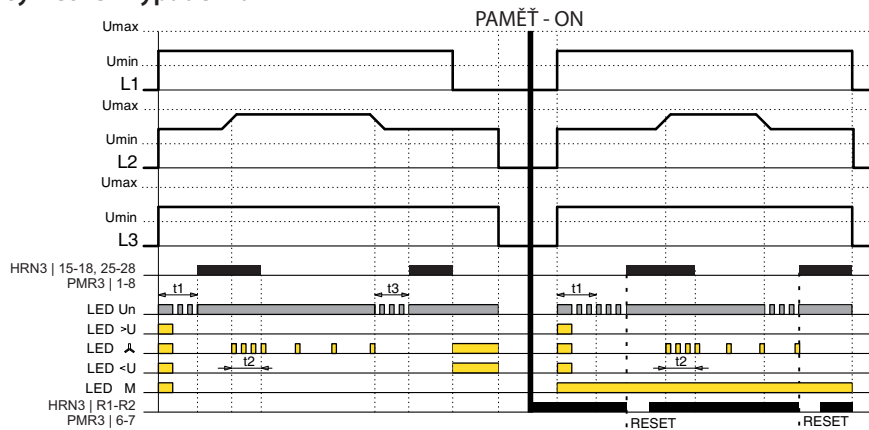 PAMĚŤ - ON
Umax
Umin
L1
Umax
Umin
L2
Umax
Umin
L3
HRN3 | 15-18, 25-28
PMR3 | 1-8
t1
t3
t1
LED Un
LED >U
LED
LED <U
t2
t2
LED M
HRN3 | R1-R2
PMR3 | 6-7
RESET
RESET